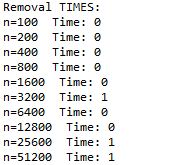 Removal TIMES:
n=100  Time: 0
n=200  Time: 0
n=400  Time: 0
n=800  Time: 0
n=1600  Time: 0
n=3200  Time: 1
n=6400  Time: 0
n=12800  Time: 0
n=25600  Time: 1
n=51200  Time: 1